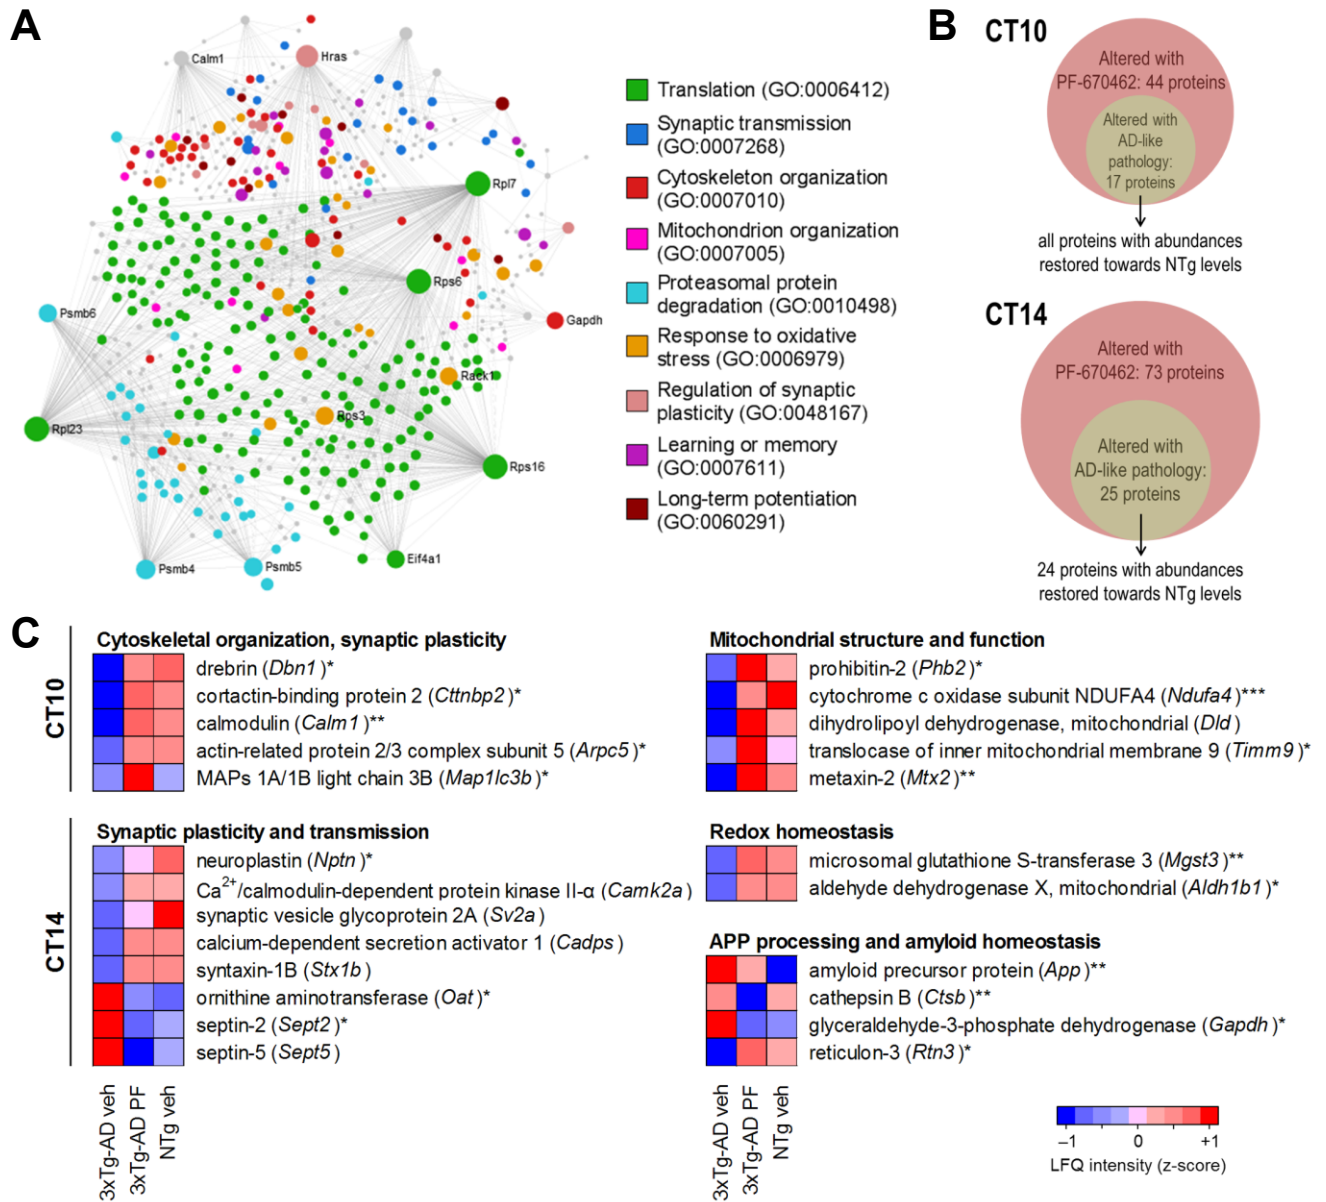 A
Calm1
Hras
Rpl7
Rps6
Psmb6
Gapdh
Rack1
Rps3
Rpl23
Rps16
Eif4a1
Psmb4
Psmb5
Translation (GO:0006412)
Synaptic transmission
(GO:0007268)
Cytoskeleton organization
(GO:0007010)
Mitochondrion organization
(GO:0007005)
Proteasomal protein
degradation (GO:0010498)
Response to oxidative
stress (GO:0006979)
Regulation of synaptic
plasticity (GO:0048167)
Learning or memory
(GO:0007611)
Long-term potentiation
(GO:0060291)
B
CT10
Altered with
PF-670462: 44 proteins
Altered with
AD-like
pathology:
17 proteins
all proteins with abundances
restored towards NTg levels
CT14
Altered with
PF-670462: 73 proteins
Altered with
AD-like pathology:
25 proteins
24 proteins with abundances
restored towards NTg levels
C
CT10
Cytoskeletal organization, synaptic plasticity
drebrin (Dbn1)*
cortactin-binding protein 2 (Cttnbp2)*
calmodulin (Calm1)**
actin-related protein 2/3 complex subunit 5 (Arpc5)*
MAPs 1A/1B light chain 3B (Map1lc3b)*
Mitochondrial structure and function
prohibitin-2 (Phb2)*
cytochrome c oxidase subunit NDUFA4 (Ndufa4)***
dihydrolipoyl dehydrogenase, mitochondrial (Dld)
translocase of inner mitochondrial membrane 9 (Timm9)*
metaxin-2 (Mtx2)**
CT14
Synaptic plasticity and transmission
neuroplastin (Nptn)*
Ca2+/calmodulin-dependent protein kinase II-α (Camk2a)
synaptic vesicle glycoprotein 2A (Sv2a)
calcium-dependent secretion activator 1 (Cadps)
syntaxin-1B (Stx1b)
ornithine aminotransferase (Oat)*
septin-2 (Sept2)*
septin-5 (Sept5)
3xTg-AD veh
3xTg-AD PF
NTg veh
Redox homeostasis
microsomal glutathione S-transferase 3 (Mgst3)**
aldehyde dehydrogenase X, mitochondrial (Aldh1b1)*
APP processing and amyloid homeostasis
amyloid precursor protein (App)**
cathepsin B (Ctsb)**
glyceraldehyde-3-phosphate dehydrogenase (Gapdh)*
reticulon-3 (Rtn3)*
3xTg-AD veh
3xTg-AD PF
NTg veh
–1 0 +1
LFQ intensity (z-score)